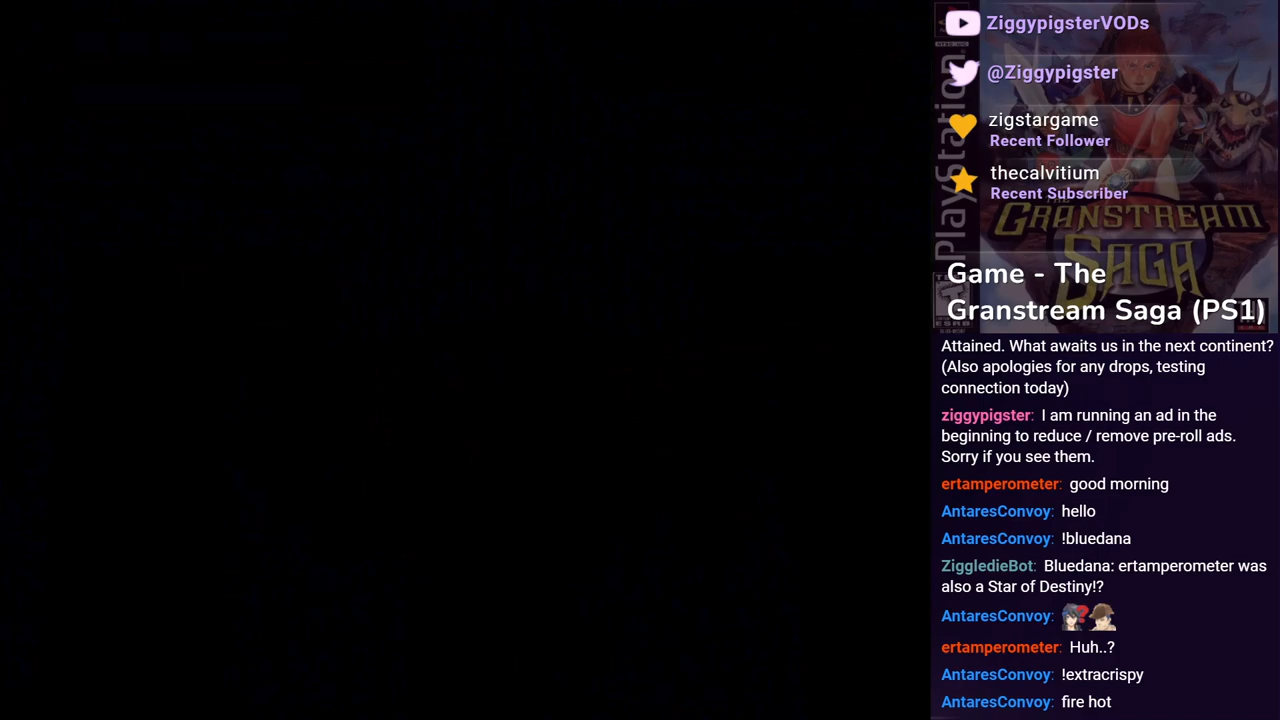 ZiggypigsterVODs
@Ziggypigster
zigstargame
Recent Follower
thecalvitium
Recent Subscriber
PlayStation
GRANSTREAM
SAGA
Game - The
Granstream Saga (PS1)
Attained. What awaits us in the next continent?
(Also apologies for any drops, testing
connection today)
ziggypigster: I am running an ad in the
beginning to reduce / remove pre-roll ads.
Sorry if you see them.
ertamperometer: good morning
AntaresConvoy: hello
AntaresConvoy: !bluedana
ZiggledieBot: Bluedana: ertamperometer was
also a Star of Destiny!?
AntaresConvoy:
ertamperometer: Huh..?
AntaresConvoy: !extracrispy
AntaresConvoy: fire hot